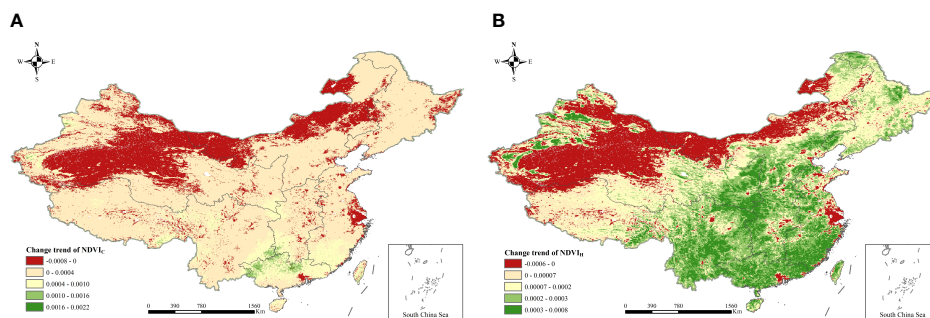 A
N
W
E
S
Change trend of NDVIC
-0.0008 - 0
0 - 0.0004
0.0004 - 0.0010
0.0010 - 0.0016
0.0016 - 0.0022
0 390 780 1560
Km
South China Sea
B
N
W
E
S
Change trend of NDVIH
-0.0006 - 0
0 - 0.00007
0.00007 - 0.0002
0.0002 - 0.0003
0.0003 - 0.0008
0 390 780 1560
Km
South China Sea